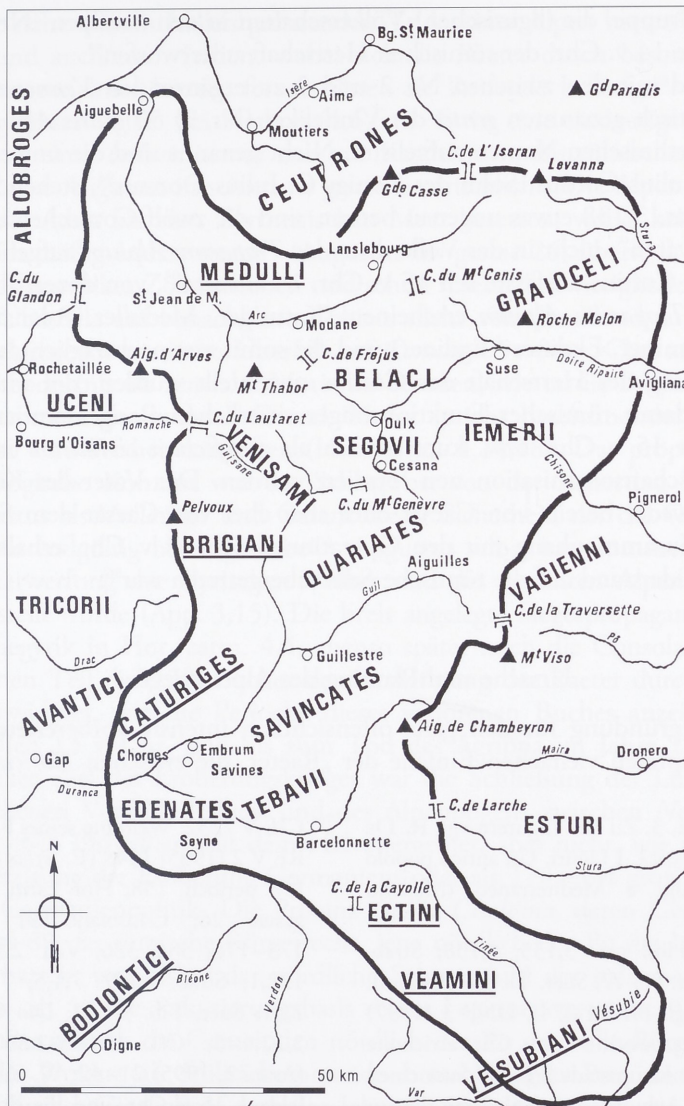 Albertville
Bg. St Maurice
Isère
Aime
Gd Paradis
Aiguebelle
Moutiers
ALLOBROGES
CEUTRONES
C. de L'Iseran
Levanna
Gde Casse
Stura
Lanslebourg
MEDULLI
C. du Glandon
St Jean de M.
C. du Mt Cenis
GRAIOCELI
Arc
Modane
Roche Melon
Rochetaillée
Aig. d'Arves
C. de Fréjus
Mt Thabor
BELACI
Suse
Doire Ripaire
Avigliana
UCENI
Romanche
C. du Lautaret
Oulx
Bourg d'Oisans
VENISAMI
Guisane
SEGOVII
IEMERII
Cesana
Chisone
C. du Mt Genèvre
Pignerol
Pelvoux
BRIGIANI
QUARIATES
Aiguilles
VAGIENNI
TRICORII
Guil
C. de la Traversette
Drac
Guillestre
Pô
Mt Viso
AVANTICI
CATURIGES
SAVINCATES
Aig. de Chambeyron
Chorges
Embrum
Maira
Dronero
Gap
Savines
Durance
EDENATES
TEBAVII
C. de Larche
Seyne
Barcelonnette
ESTURI
Stura
N
C. de la Cayolle
ECTINI
Tinée
BODIONTICI
Bléone
Verdon
VEAMINI
Vésubie
Digne
VESUBIANI
0 50 km
Var